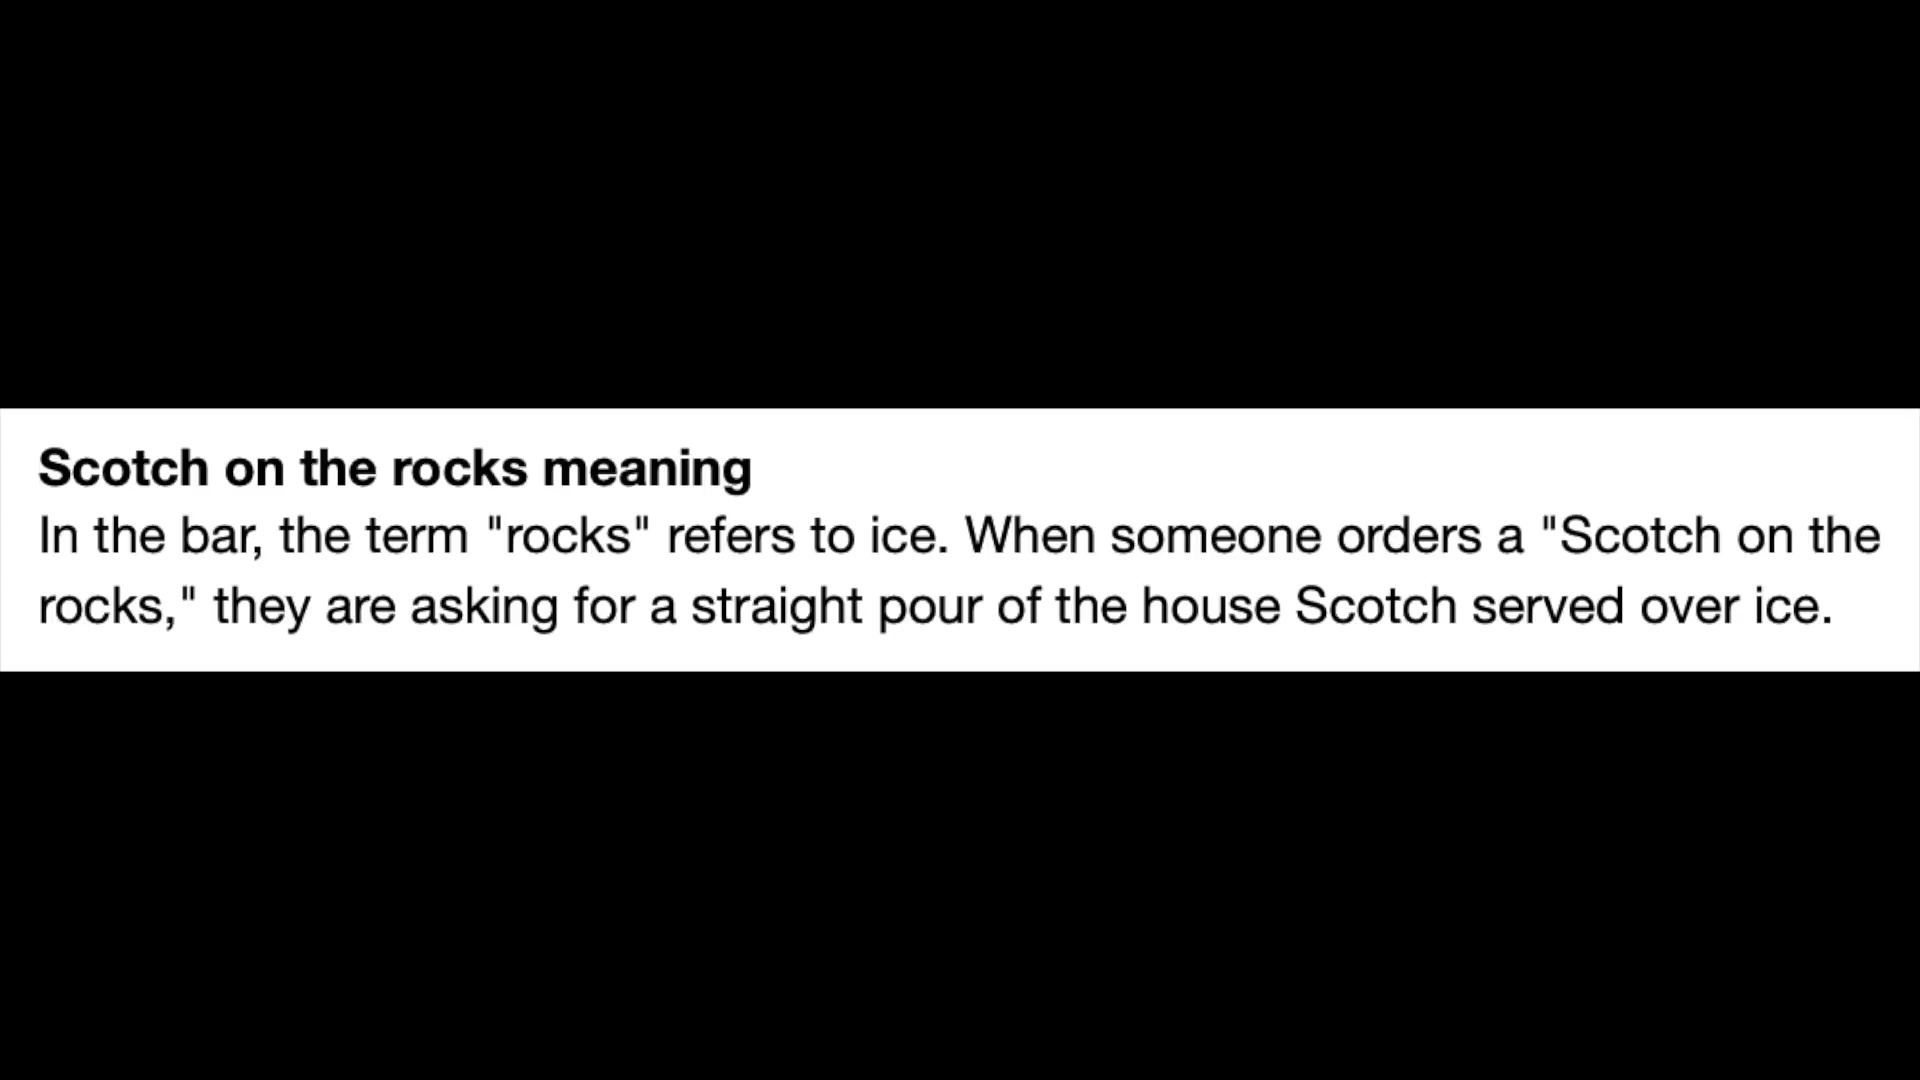 Scotch on the rocks meaning
In the bar, the term "rocks" refers to ice. When someone orders a "Scotch on the
rocks," they are asking for a straight pour of the house Scotch served over ice.